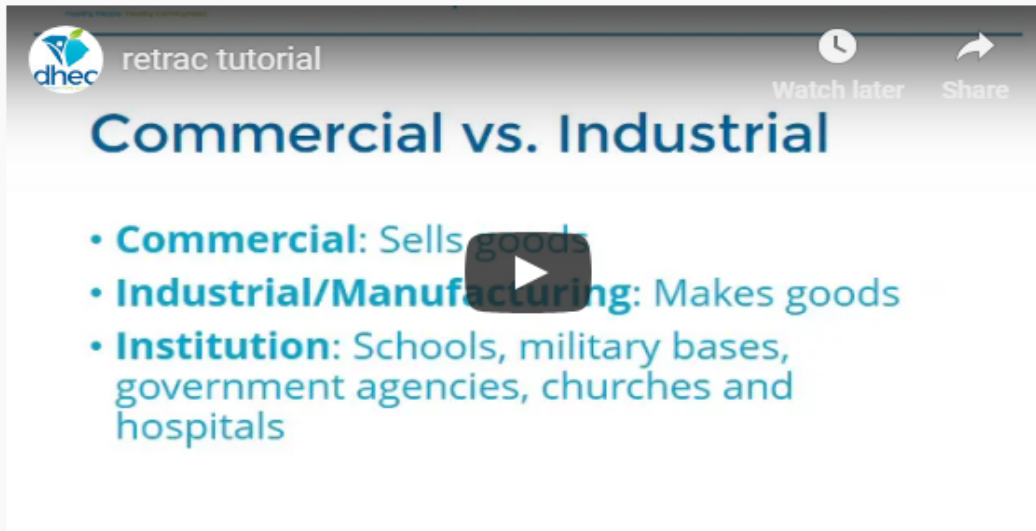 dhec
retrac tutorial
Watch later
Share
Commercial vs. Industrial
• Commercial: Sells goods
• Industrial/Manufacturing: Makes goods
• Institution: Schools, military bases,
government agencies, churches and
hospitals